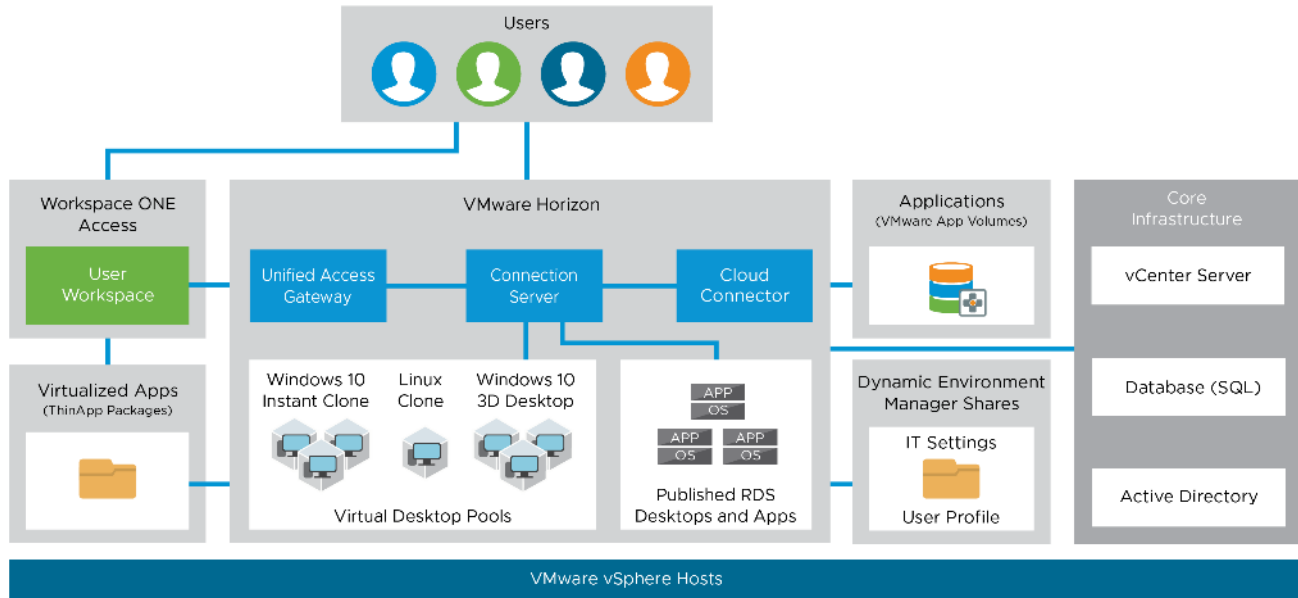 Users
Workspace ONE
Access
User
Workspace
Virtualized Apps
(ThinApp Packages)
VMware Horizon
Unified Access
Gateway
Connection
Server
Cloud
Connector
Windows 10
Instant Clone
Linux
Clone
Windows 10
3D Desktop
Virtual Desktop Pools
APP
OS
APP
OS
APP
OS
Published RDS
Desktops and Apps
Applications
(VMware App Volumes)
Dynamic Environment
Manager Shares
IT Settings
User Profile
Core
Infrastructure
vCenter Server
Database (SQL)
Active Directory
VMware vSphere Hosts